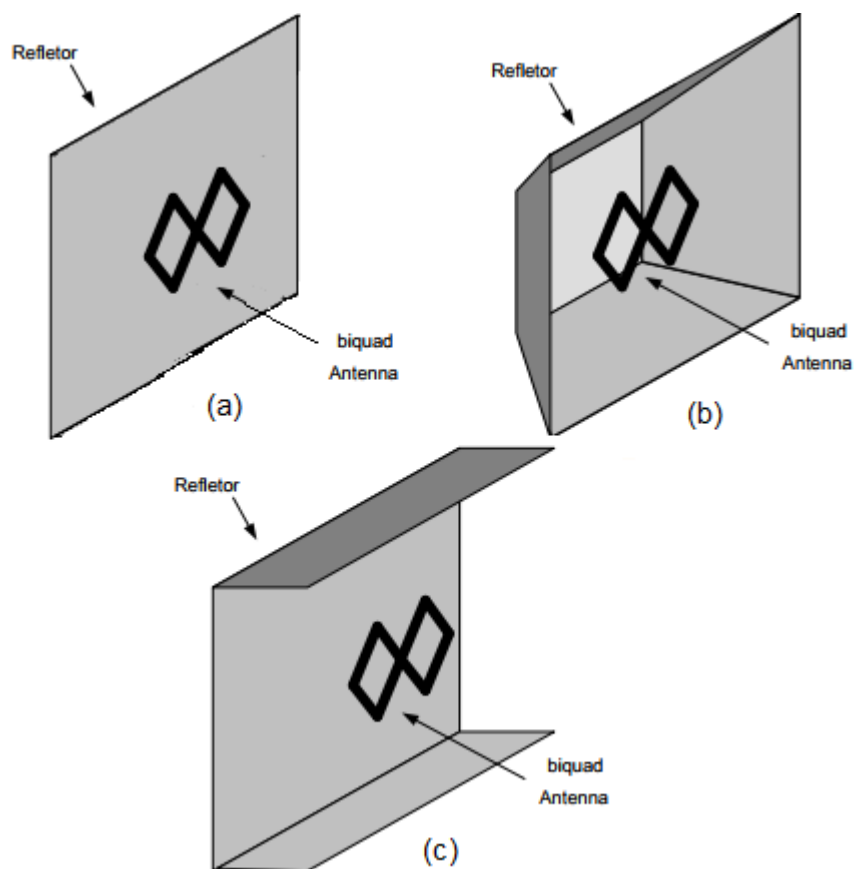 Refletor
biquad
Antenna
(a)
Refletor
biquad
Antenna
(b)
Refletor
biquad
Antenna
(c)